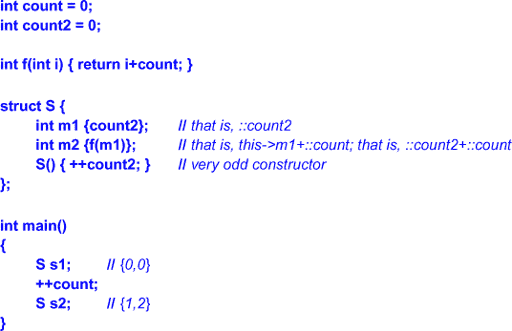 int count = 0;
int count2 = 0;
int f(int i) { return i+count; }
struct S {
int m1 {count2}; // that is, ::count2
int m2 {f(m1)}; // that is, this->m1+::count; that is, ::count2+::count
S() { ++count2; } // very odd constructor
};
int main()
{
S s1; // {0,0}
++count;
S s2; // {1,2}
}